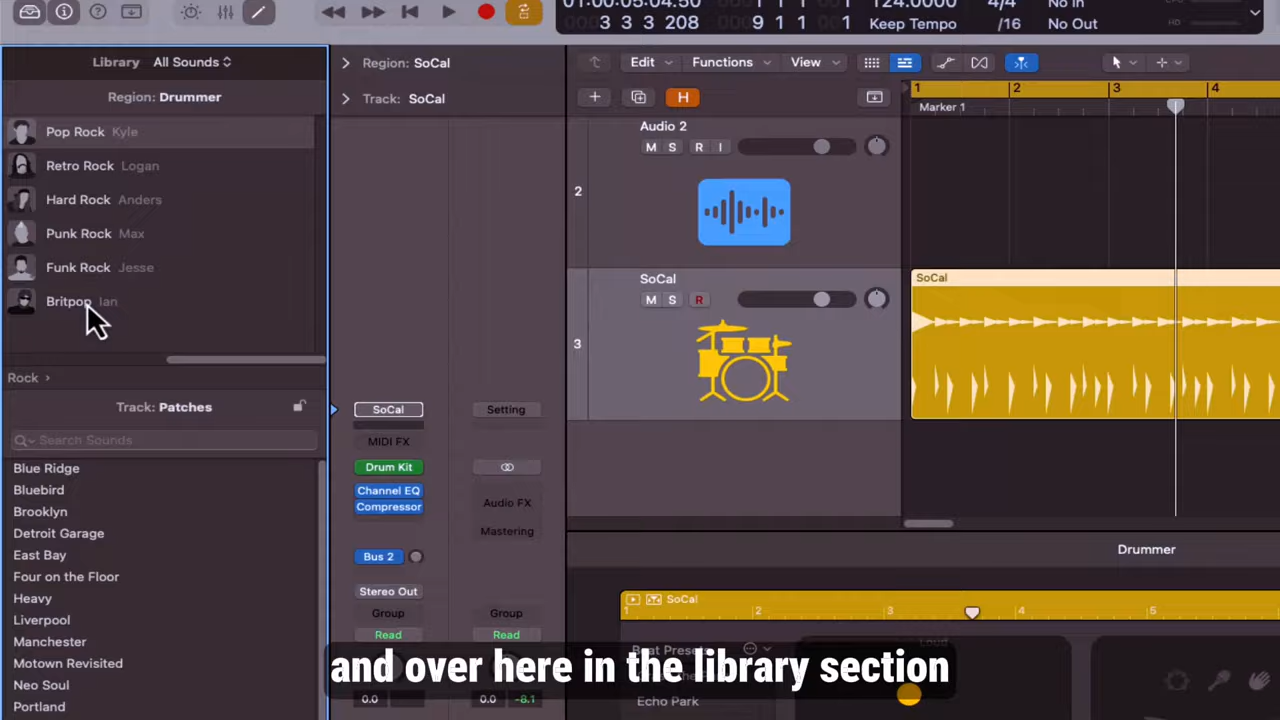 01:00:05:04.50
3 3 3 208
9 1 1 1
1 1 1 1
124.0000
Keep Tempo
4/4
/16
No In
No Out
Library All Sounds
Region: Drummer
Pop Rock Kyle
Retro Rock Logan
Hard Rock Anders
Punk Rock Max
Funk Rock Jesse
Britpop Ian
Rock
Track: Patches
Search Sounds
Blue Ridge
Bluebird
Brooklyn
Detroit Garage
East Bay
Four on the Floor
Heavy
Liverpool
Manchester
Motown Revisited
Neo Soul
Portland
Region: SoCal
Track: SoCal
SoCal Setting
MIDI FX
Drum Kit
Channel EQ
Compressor
Audio FX
Mastering
Bus 2
Stereo Out
Group Group
Read Read
0.0 0.0 -8.1
Edit Functions View
H
1 2 3 4
Marker 1
Audio 2
M S R I
2
SoCal
M S R
3
SoCal
Drummer
SoCal
1 2 3 4 5
Beat Presets
Echo Park
and over here in the library section